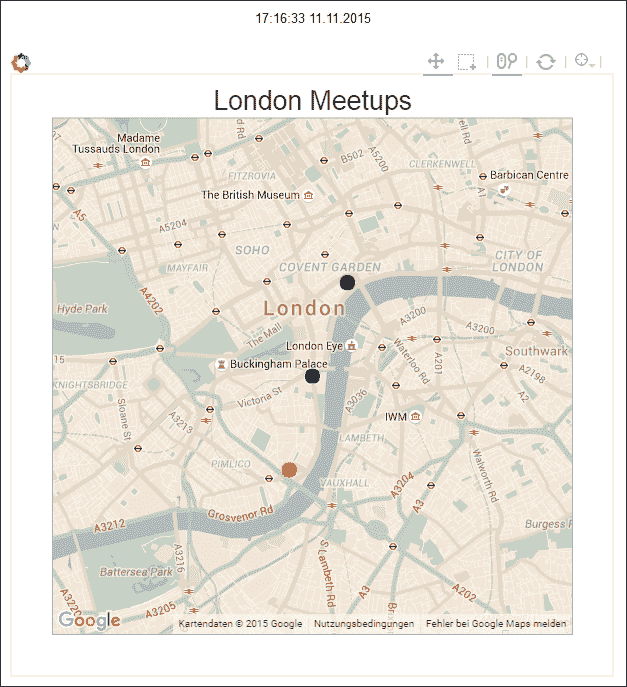 17:16:33 11.11.2015
London Meetups
Madame
Tussauds London
B502
A5200
CLERKENWELL
FITZROVIA
Barbican Centre
The British Museum
A1
A5
A5204
SOHO
CITY OF
LONDON
MAYFAIR
COVENT GARDEN
A4202
Hyde Park
London
A3200
A3200
The Mall
London Eye
Waterloo Rd
A201
Southwark
15
Buckingham Palace
A2198
KNIGHTSBRIDGE
Sloane St
Victoria St
A3036
A3213
IWM
LAMBETH
PIMLICO
Walworth Rd
VAUXHALL
A3204
Grosvenor Rd
A3
A3212
S Lambeth Rd
Burgess P
A3216
Battersea Park
A3
A202
A3220
A3205
Google
Kartendaten © 2015 Google
Nutzungsbedingungen
Fehler bei Google Maps melden